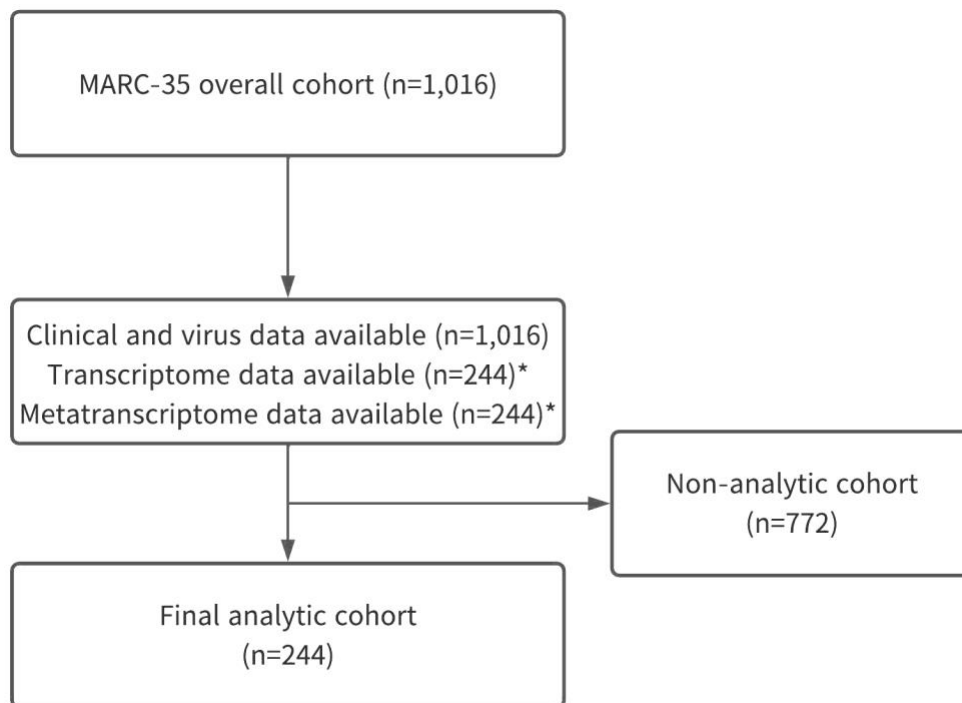 MARC-35 overall cohort (n=1,016)
Clinical and virus data available (n=1,016)
Transcriptome data available (n=244)*
Metatranscriptome data available (n=244)*
Non-analytic cohort
(n=772)
Final analytic cohort
(n=244)